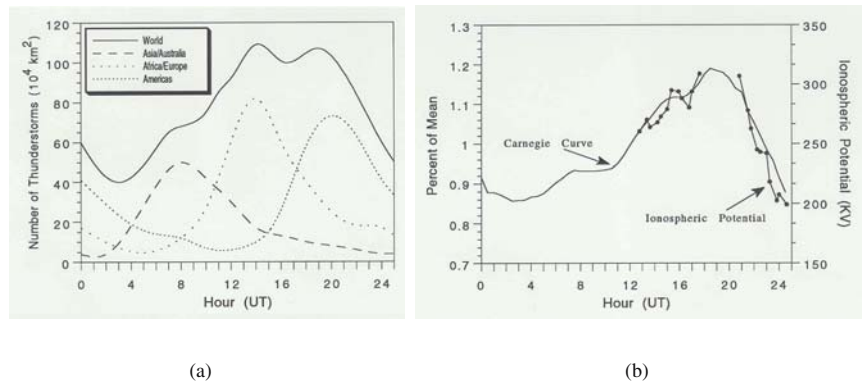 120
100
80
60
40
20
0
0
4
8
12
16
20
24
Number of Thunderstorms (10⁴ km²)
Hour (UT)
World
Asia/Australia
Africa/Europe
Americas
(a)
1.3
1.2
1.1
1
0.9
0.8
0.7
0
4
8
12
16
20
24
350
300
250
200
150
Percent of Mean
Hour (UT)
Ionospheric Potential (KV)
Carnegie Curve
Ionospheric Potential
(b)